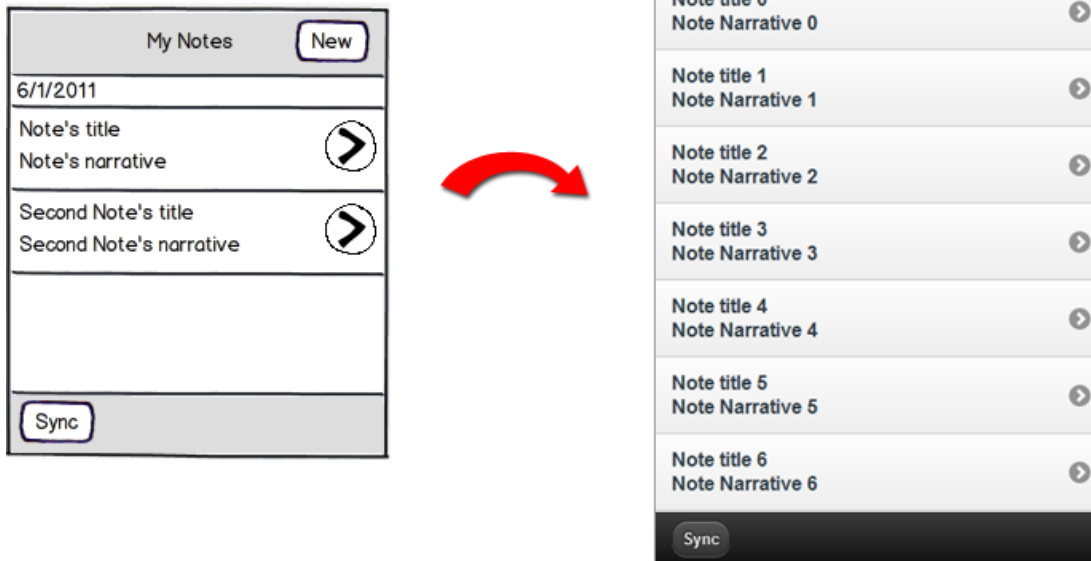 My Notes
New
6/1/2011
Note's title
Note's narrative
Second Note's title
Second Note's narrative
Sync
Note title 0
Note Narrative 0
Note title 1
Note Narrative 1
Note title 2
Note Narrative 2
Note title 3
Note Narrative 3
Note title 4
Note Narrative 4
Note title 5
Note Narrative 5
Note title 6
Note Narrative 6
Sync